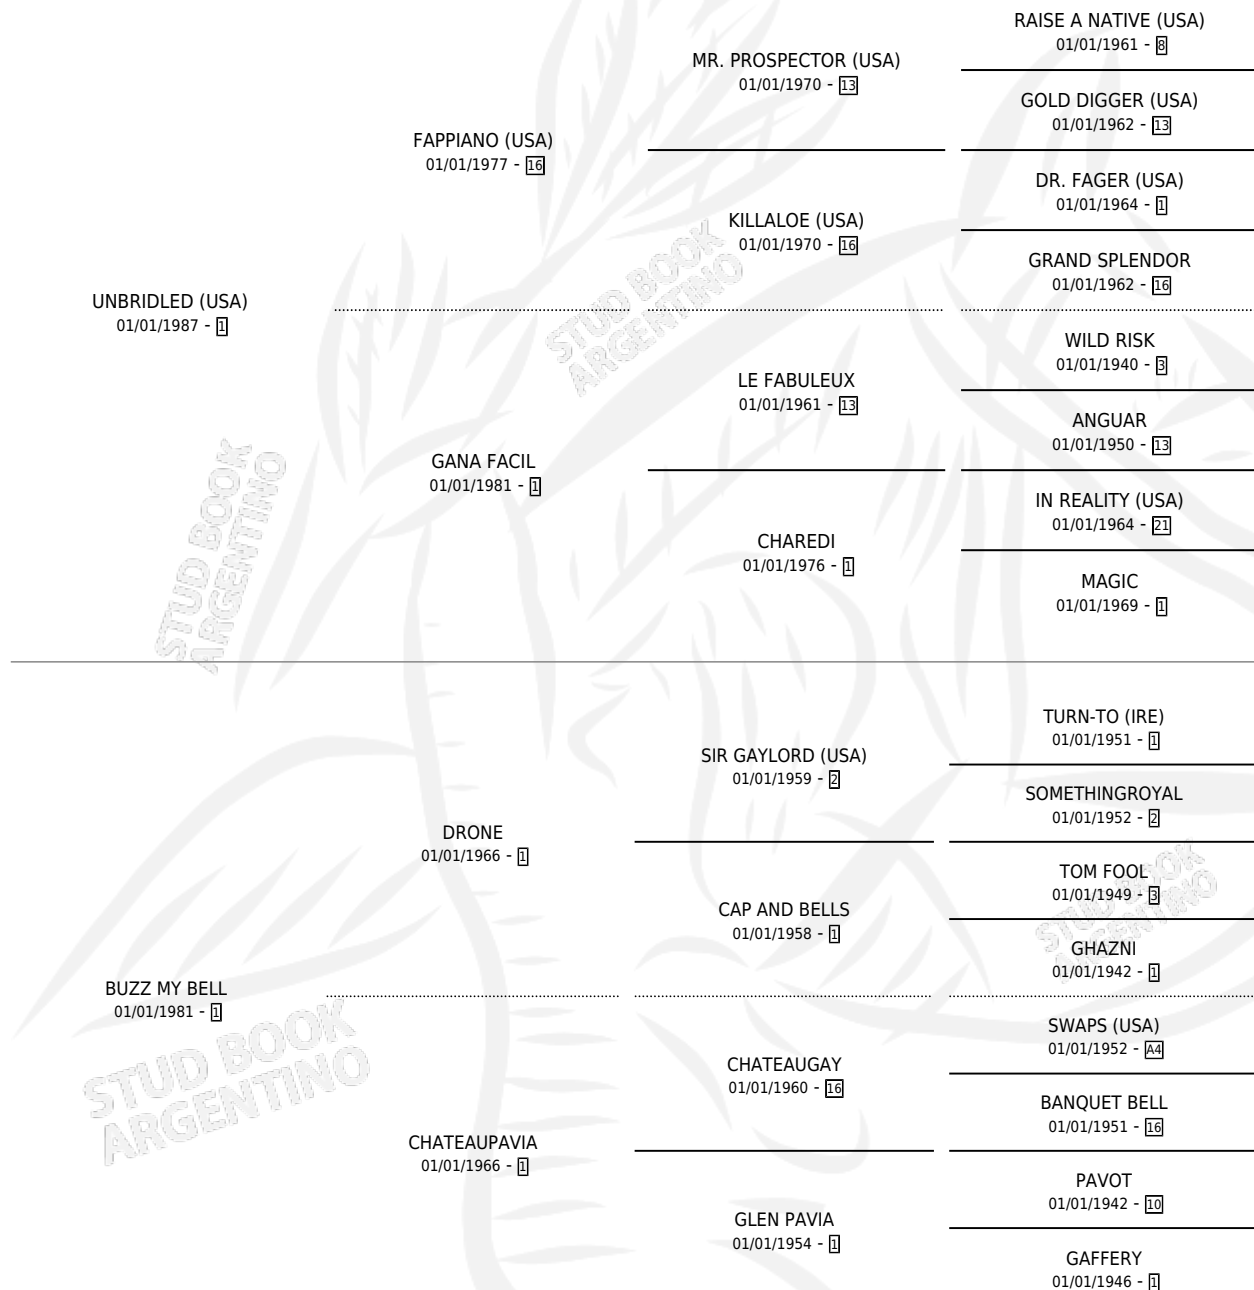 RAISE A NATIVE (USA)
01/01/1961 - 8
MR. PROSPECTOR (USA)
01/01/1970 - 13
GOLD DIGGER (USA)
01/01/1962 - 13
FAPPIANO (USA)
01/01/1977 - 16
DR. FAGER (USA)
01/01/1964 - 1
KILLALOE (USA)
01/01/1970 - 16
GRAND SPLENDOR
01/01/1962 - 16
UNBRIDLED (USA)
01/01/1987 - 1
WILD RISK
01/01/1940 - 3
LE FABULEUX
01/01/1961 - 13
ANGUAR
01/01/1950 - 13
GANA FACIL
01/01/1981 - 1
IN REALITY (USA)
01/01/1964 - 21
CHAREDI
01/01/1976 - 1
MAGIC
01/01/1969 - 1
TURN-TO (IRE)
01/01/1951 - 1
SIR GAYLORD (USA)
01/01/1959 - 2
SOMETHINGROYAL
01/01/1952 - 2
DRONE
01/01/1966 - 1
TOM FOOL
01/01/1949 - 3
CAP AND BELLS
01/01/1958 - 1
GHAZNI
01/01/1942 - 1
BUZZ MY BELL
01/01/1981 - 1
SWAPS (USA)
01/01/1952 - A4
CHATEAUGAY
01/01/1960 - 16
BANQUET BELL
01/01/1951 - 16
CHATEAUPAVIA
01/01/1966 - 1
PAVOT
01/01/1942 - 10
GLEN PAVIA
01/01/1954 - 1
GAFFERY
01/01/1946 - 1
STUD BOOK
ARGENTINO
STUD BOOK
ARGENTINO
STUD BOOK
ARGENTINO
STUD BOOK
ARGENTINO